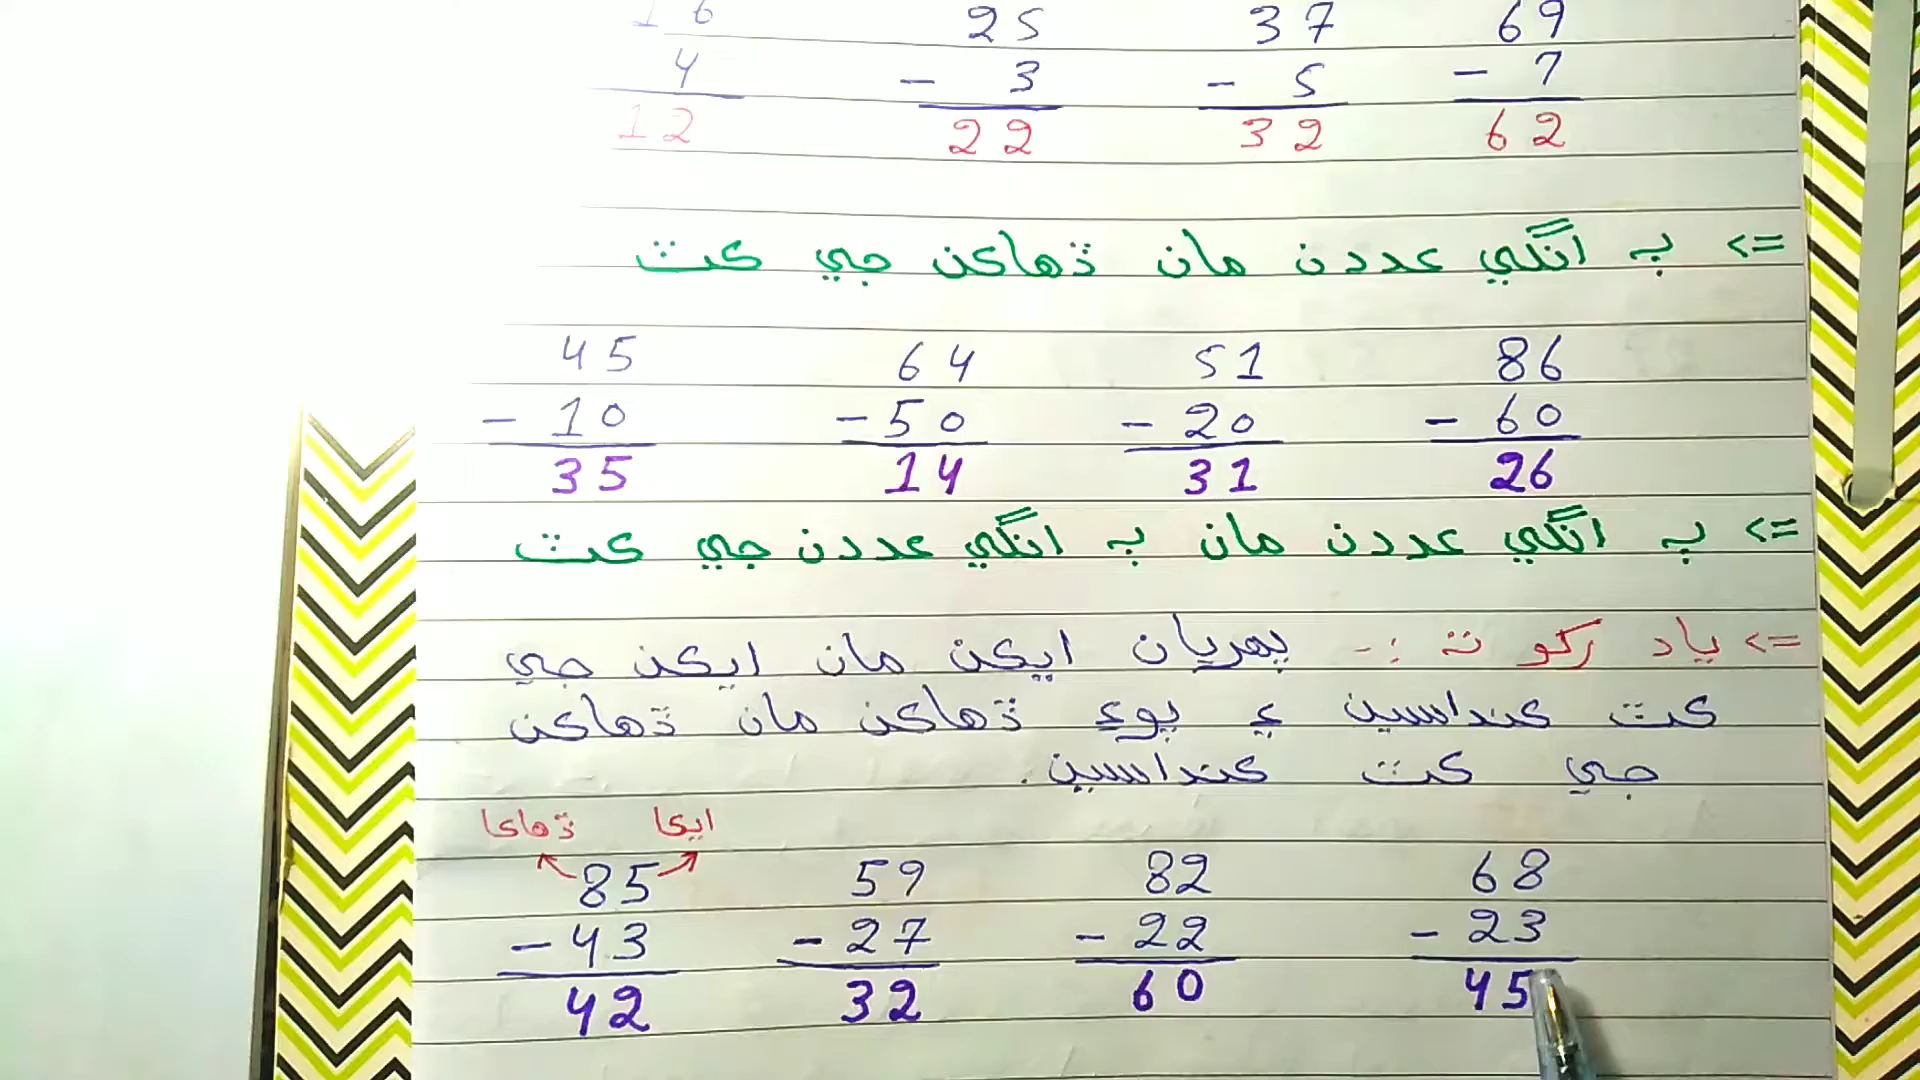 16 25 37 69
4 - 3 - 5 - 7
12 22 32 62
=> ٻه انگي عددن مان ڏهاڪن جي ڪٽ
45 64 51 86
- 10 - 50 - 20 - 60
35 14 31 26
=> ٻه انگي عددن مان ٻه انگي عددن جي ڪٽ
=> ياد رکو ته :- پهريان ايڪن مان ايڪن جي
ڪٽ ڪنداسين ۽ پوءِ ڏهاڪن مان ڏهاڪن
جي ڪٽ ڪنداسين.
ايڪا ڏهاڪا
85 59 82 68
- 43 - 27 - 22 - 23
42 32 60 45